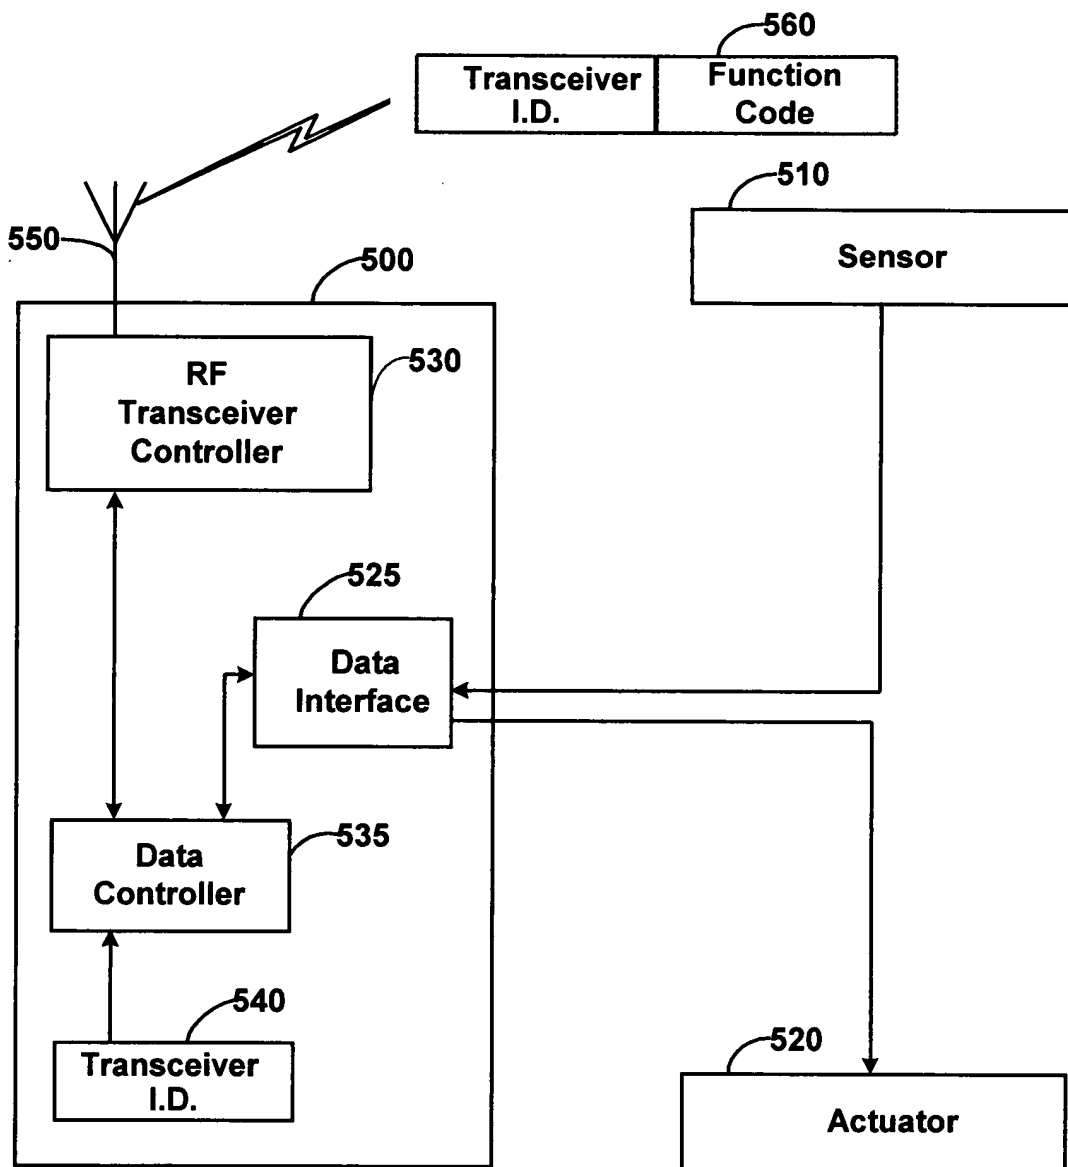 560
Transceiver
I.D.
Function
Code
510
Sensor
550
500
RF
Transceiver
Controller
530
525
Data
Interface
Data
Controller
535
540
Transceiver
I.D.
520
Actuator